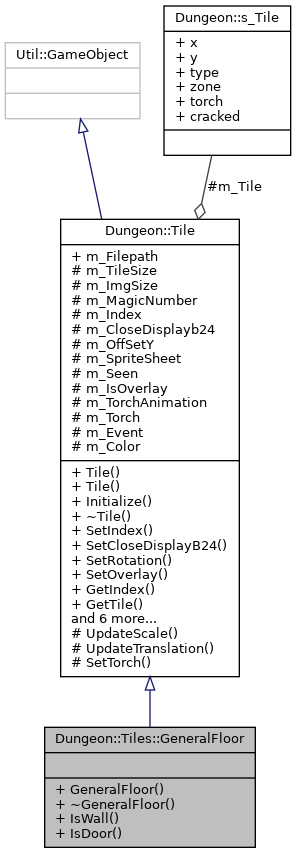 Dungeon::s_Tile
+ x
+ y
+ type
+ zone
+ torch
+ cracked
Util::GameObject
#m_Tile
Dungeon::Tile
+ m_Filepath
# m_TileSize
# m_ImgSize
# m_MagicNumber
# m_Index
# m_CloseDisplayb24
# m_OffSetY
# m_SpriteSheet
# m_Seen
# m_IsOverlay
# m_TorchAnimation
# m_Torch
# m_Event
# m_Color
+ Tile()
+ Tile()
+ Initialize()
+ ~Tile()
+ SetIndex()
+ SetCloseDisplayB24()
+ SetRotation()
+ SetOverlay()
+ GetIndex()
+ GetTile()
and 6 more...
# UpdateScale()
# UpdateTranslation()
# SetTorch()
Dungeon::Tiles::GeneralFloor
+ GeneralFloor()
+ ~GeneralFloor()
+ IsWall()
+ IsDoor()